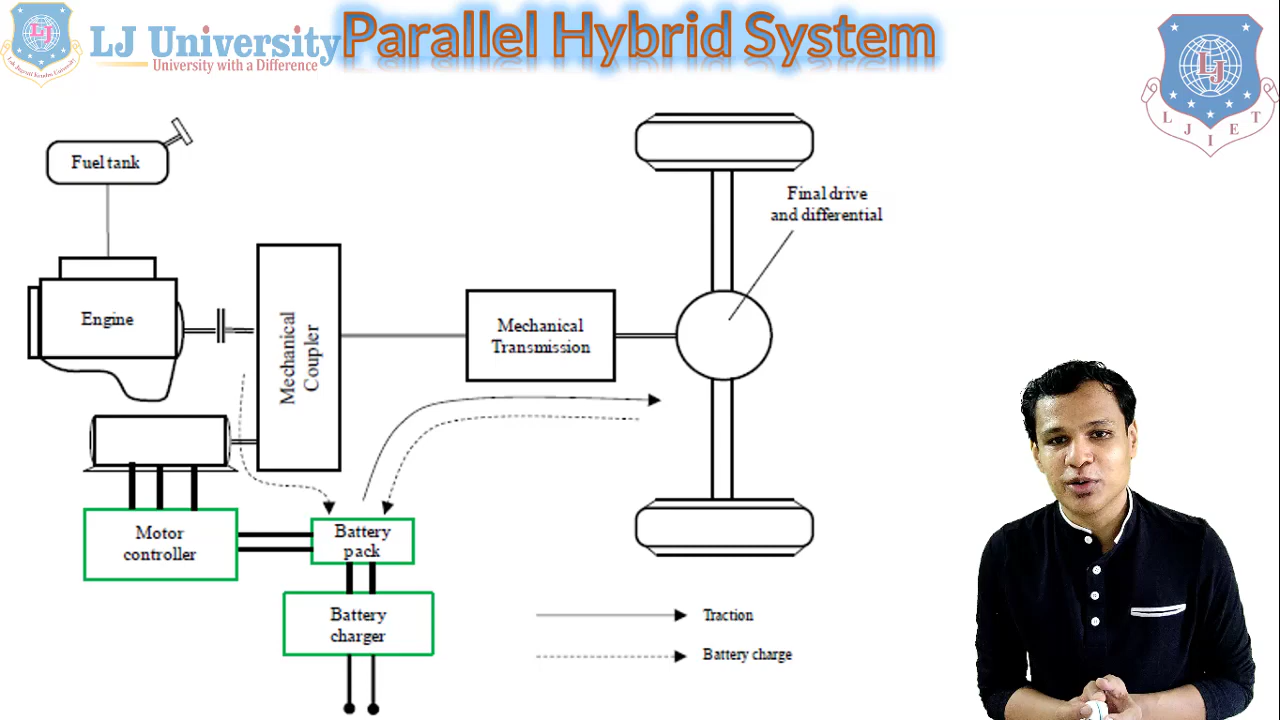 LJ University
University with a Difference
Parallel Hybrid System
LJ
L J I E T
Fuel tank
Final drive
and differential
Engine
Mechanical
Coupler
Mechanical
Transmission
Motor
controller
Battery
pack
Battery
charger
Traction
Battery charge